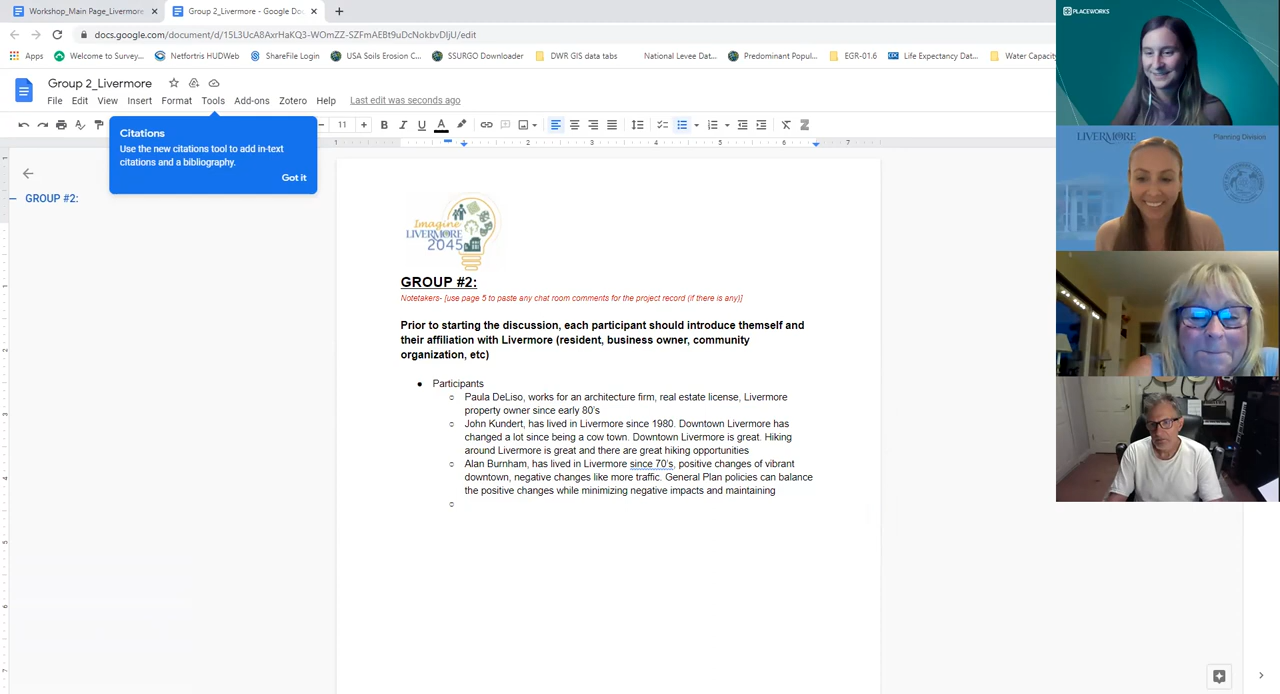 Workshop_Main Page_Livermore
Group 2_Livermore - Google Doc
docs.google.com/document/d/15L3UcA8AxrHaKQ3-WOmZZ-SZFmAEBt9uDcNokbvDIjU/edit
Apps
Welcome to Survey...
Netfortris HUDWeb
ShareFile Login
USA Soils Erosion C...
SSURGO Downloader
DWR GIS data tabs
National Levee Dat...
Predominant Popul...
EGR-01.6
Life Expectancy Dat...
Water Capacity
Group 2_Livermore
File Edit View Insert Format Tools Add-ons Zotero Help Last edit was seconds ago
11
Citations
Use the new citations tool to add in-text
citations and a bibliography.
Got it
1 1 2 3 4 5 6 7
GROUP #2:
Imagine
LIVERMORE
2045
GROUP #2:
Notetakers- [use page 5 to paste any chat room comments for the project record (if there is any)]
Prior to starting the discussion, each participant should introduce themself and
their affiliation with Livermore (resident, business owner, community
organization, etc)
Participants
Paula DeLiso, works for an architecture firm, real estate license, Livermore
property owner since early 80's
John Kundert, has lived in Livermore since 1980. Downtown Livermore has
changed a lot since being a cow town. Downtown Livermore is great. Hiking
around Livermore is great and there are great hiking opportunities
Alan Burnham, has lived in Livermore since 70's, positive changes of vibrant
downtown, negative changes like more traffic. General Plan policies can balance
the positive changes while minimizing negative impacts and maintaining
PLACEWORKS
LIVERMORE
Planning Division